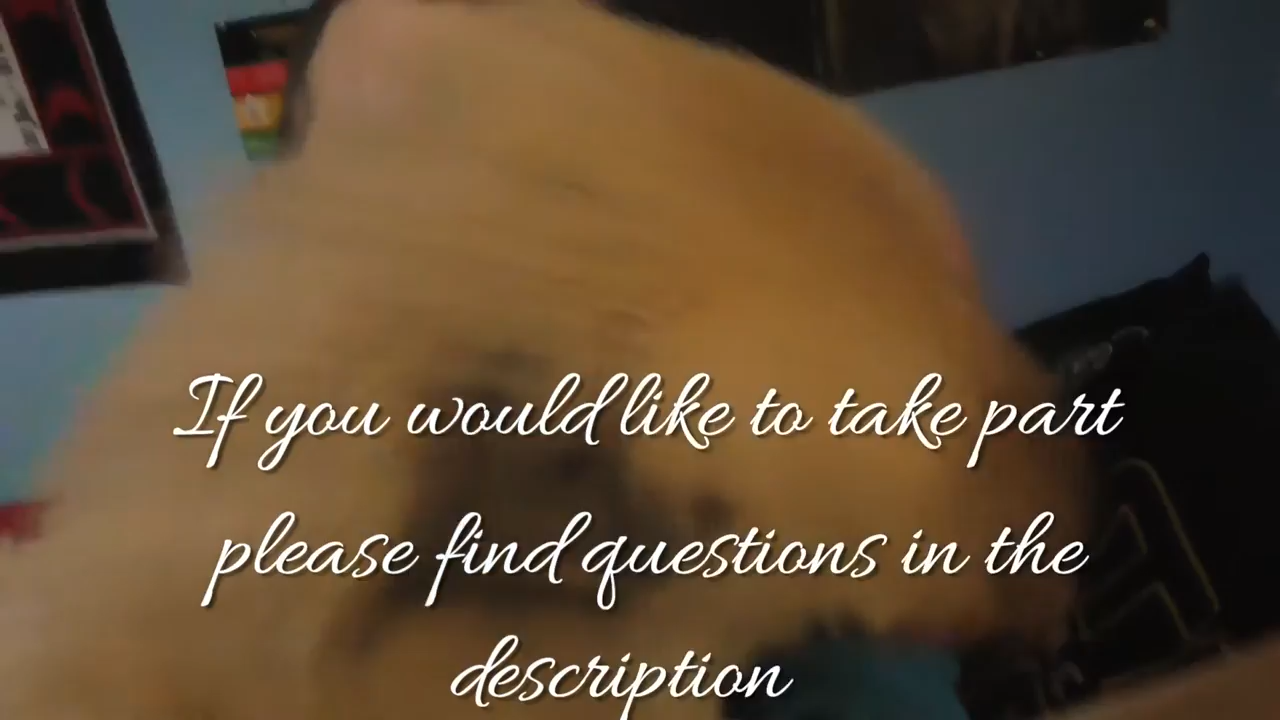 If you would like to take part
please find questions in the
description